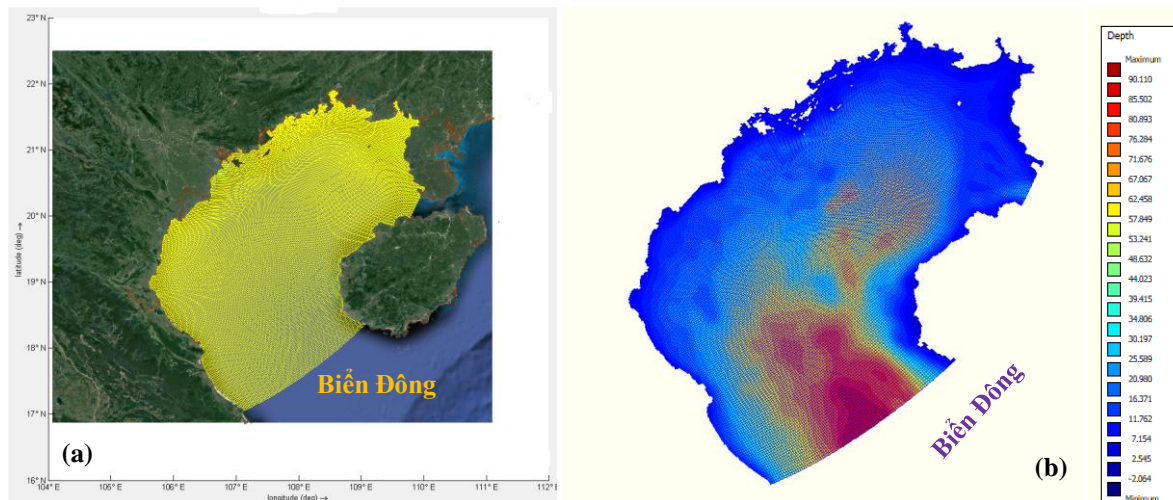 23° N
22° N
21° N
20° N
19° N
18° N
17° N
16° N
latitude (deg) →
104° E
105° E
106° E
107° E
108° E
109° E
110° E
111° E
112° E
longitude (deg) →
Biển Đông
(a)
Biển Đông
(b)
Depth
Maximum
90.110
85.502
80.893
76.284
71.676
67.067
62.458
57.849
53.241
48.632
44.023
39.415
34.806
30.197
25.589
20.980
16.371
11.762
7.154
2.545
-2.064
Minimum